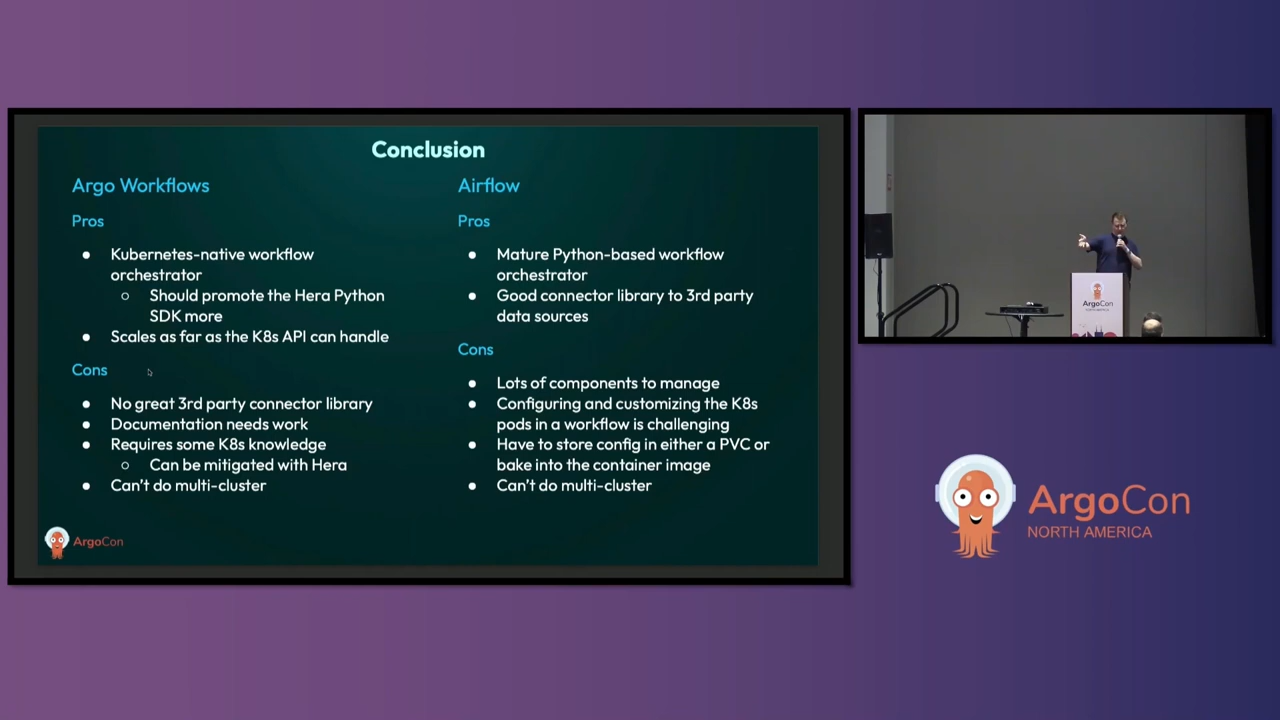 Conclusion
Argo Workflows
Pros
● Kubernetes-native workflow
orchestrator
○ Should promote the Hera Python
SDK more
● Scales as far as the K8s API can handle
Cons
● No great 3rd party connector library
● Documentation needs work
● Requires some K8s knowledge
○ Can be mitigated with Hera
● Can't do multi-cluster
Airflow
Pros
● Mature Python-based workflow
orchestrator
● Good connector library to 3rd party
data sources
Cons
● Lots of components to manage
● Configuring and customizing the K8s
pods in a workflow is challenging
● Have to store config in either a PVC or
bake into the container image
● Can't do multi-cluster
ArgoCon
ArgoCon
ArgoCon
NORTH AMERICA